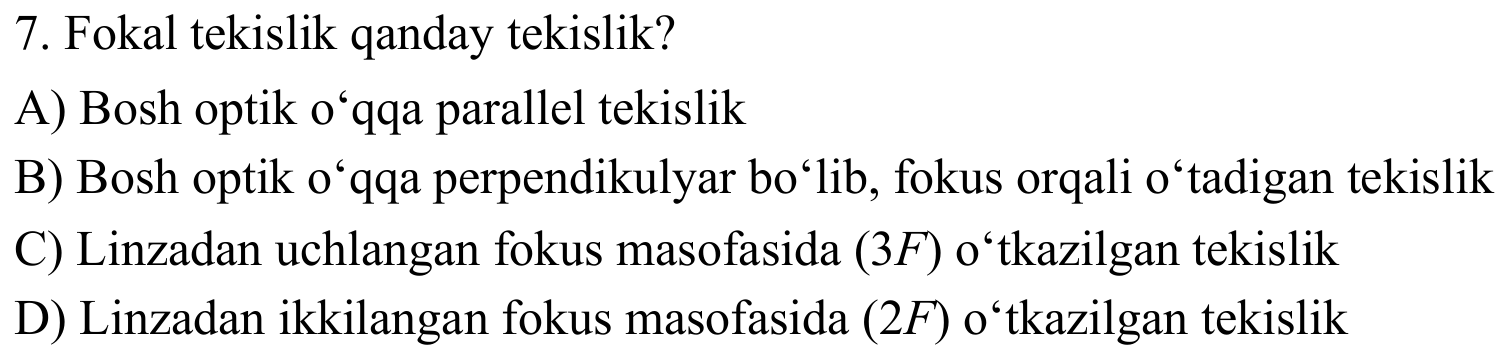 7. Fokal tekislik qanday tekislik?
A) Bosh optik o‘qqa parallel tekislik
B) Bosh optik o‘qqa perpendikulyar bo‘lib, fokus orqali o‘tadigan tekislik
C) Linzadan uchlangan fokus masofasida (3F) o‘tkazilgan tekislik
D) Linzadan ikkilangan fokus masofasida (2F) o‘tkazilgan tekislik